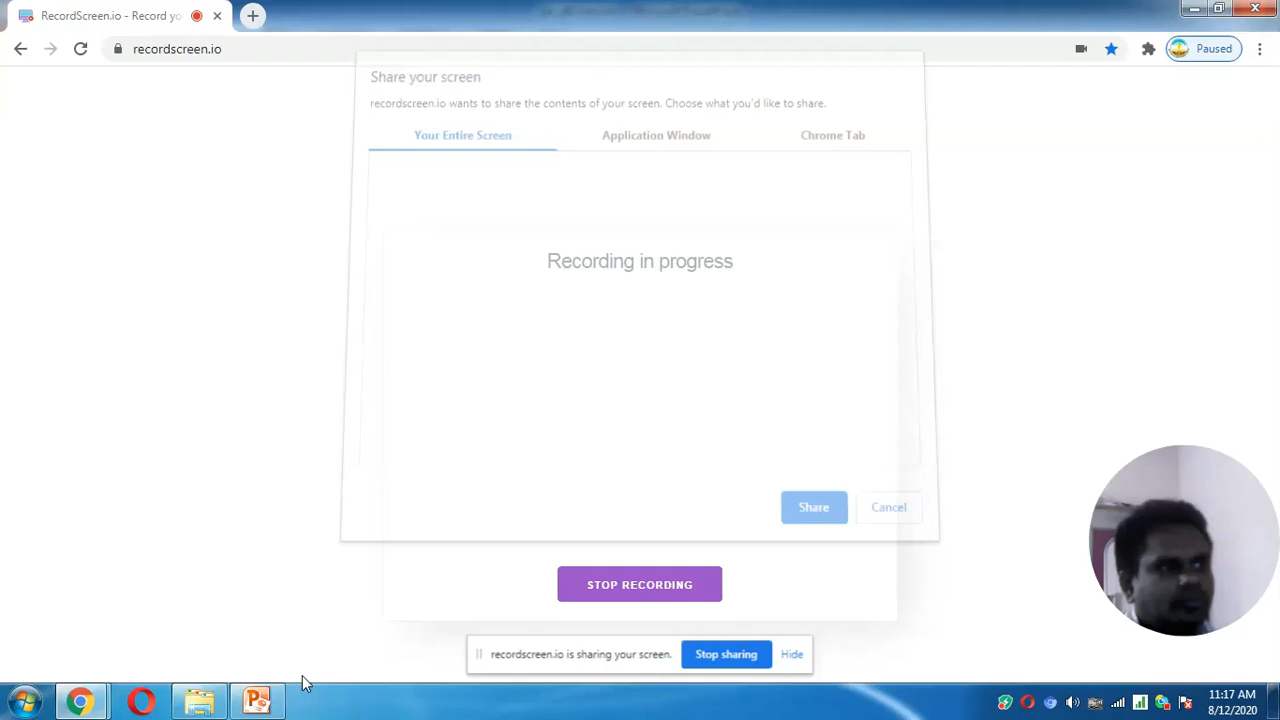 RecordScreen.io - Record yo
recordscreen.io
Paused
Share your screen
recordscreen.io wants to share the contents of your screen. Choose what you'd like to share.
Your Entire Screen
Application Window
Chrome Tab
Recording in progress
Share
Cancel
STOP RECORDING
recordscreen.io is sharing your screen.
Stop sharing
Hide
11:17 AM
8/12/2020